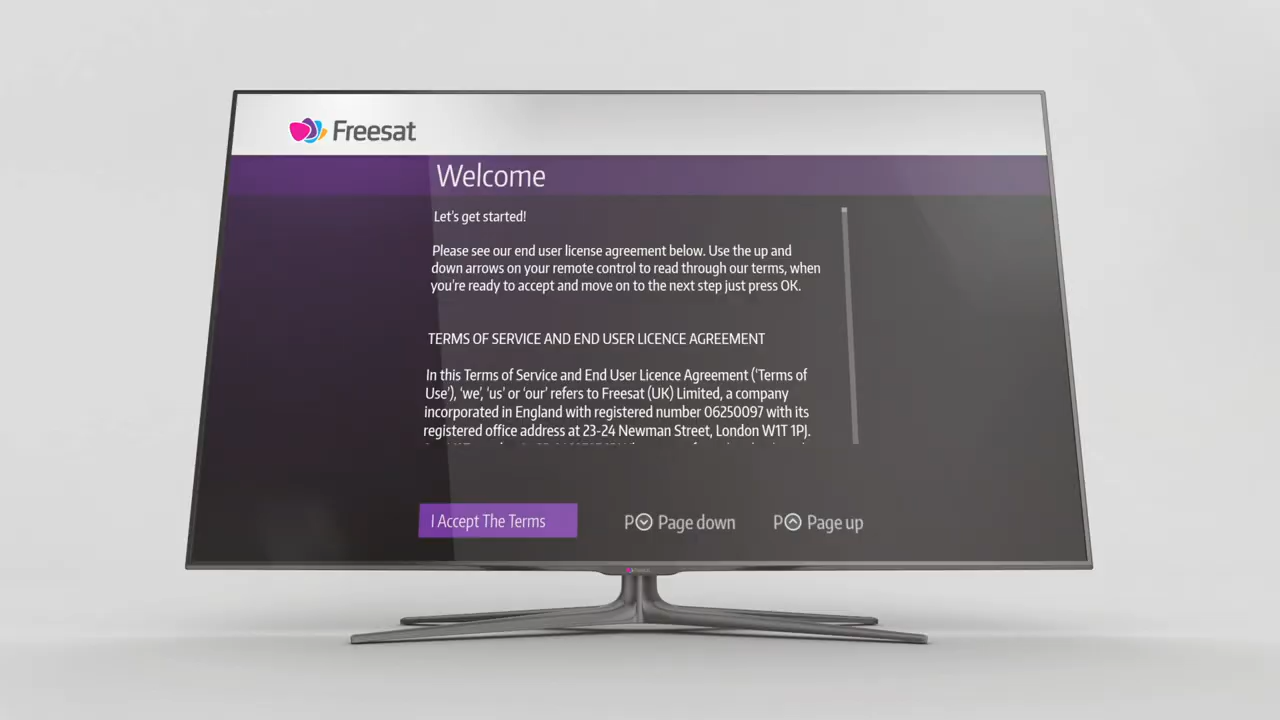 Freesat
Welcome
Let's get started!
Please see our end user license agreement below. Use the up and
down arrows on your remote control to read through our terms, when
you're ready to accept and move on to the next step just press OK.
TERMS OF SERVICE AND END USER LICENCE AGREEMENT
In this Terms of Service and End User Licence Agreement ('Terms of
Use'), 'we', 'us' or 'our' refers to Freesat (UK) Limited, a company
incorporated in England with registered number 06250097 with its
registered office address at 23-24 Newman Street, London W1T 1PJ.
I Accept The Terms
P Page down
P Page up